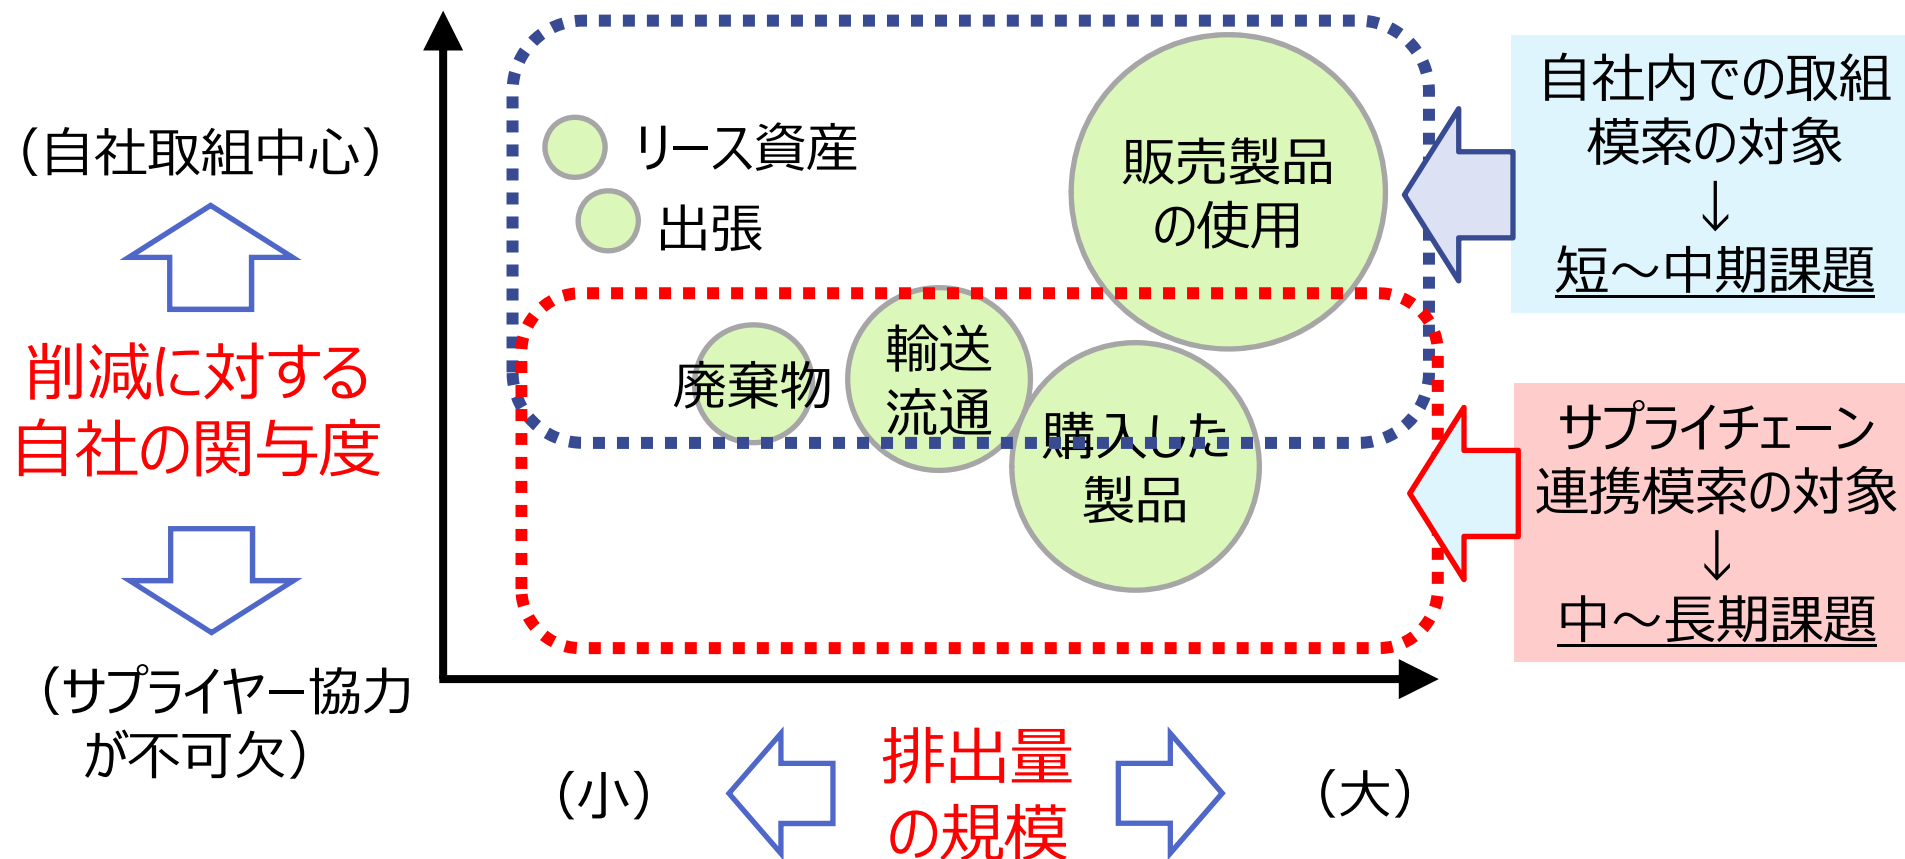 （自社取組中心）
削減に対する
自社の関与度
（サプライヤー協力
が不可欠）
リース資産
出張
販売製品
の使用
廃棄物
輸送
流通
購入した
製品
自社内での取組
模索の対象
↓
短～中期課題
サプライチェーン
連携模索の対象
↓
中～長期課題
（小）
排出量
の規模
（大）